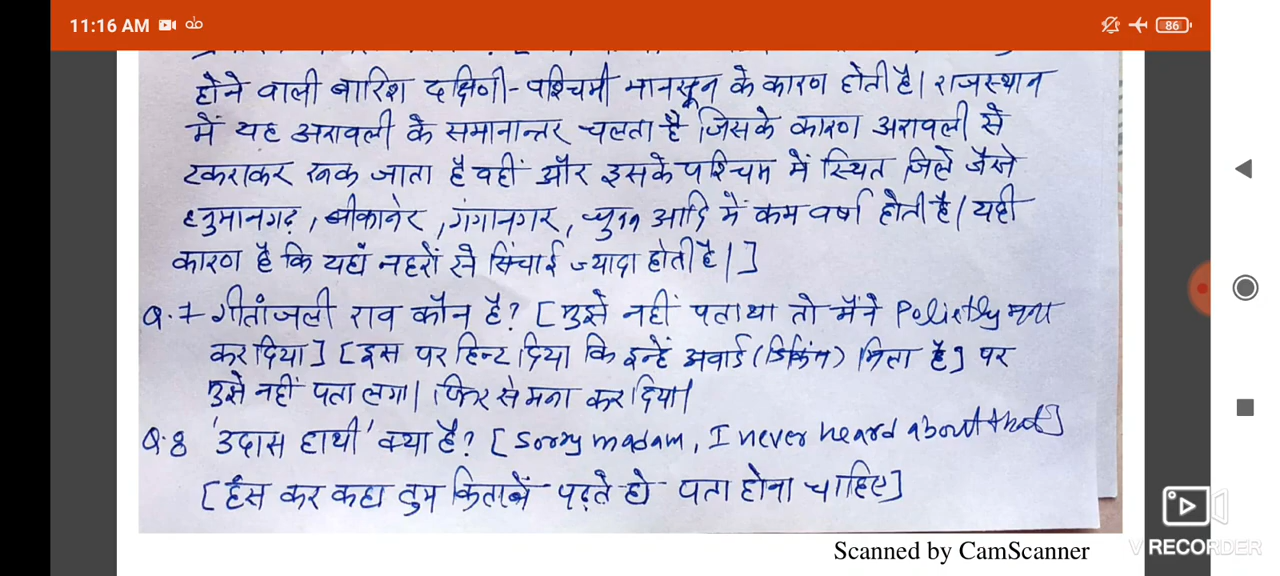 11:16 AM
86
होने वाली बारिश दक्षिणी-पश्चिमी मानसून के कारण होती है। राजस्थान
में यह अरावली के समानान्तर चलता है जिसके कारण अरावली से
टकराकर रूक जाता है वहीं और इसके पश्चिम में स्थित जिले जैसे
हनुमानगढ़, बीकानेर, गंगानगर, चुरू आदि में कम वर्षा होती है। यही
कारण है कि यहाँ नहरों से सिंचाई ज्यादा होती है।]
Q.7 गीतांजली राव कौन है? [मुझे नहीं पता था तो मैंने Polietly मना
कर दिया] [इस पर हिन्ट दिया कि इन्हें अवार्ड मिला है] पर
मुझे नहीं पता लगा। फिर से मना कर दिया।
Q.8 'उदास हाथी' क्या है? [Sorry madam, I never heard about that]
[हँस कर कहा तुम किताबें पढ़ते हो पता होना चाहिए]
Scanned by CamScanner
V RECORDER